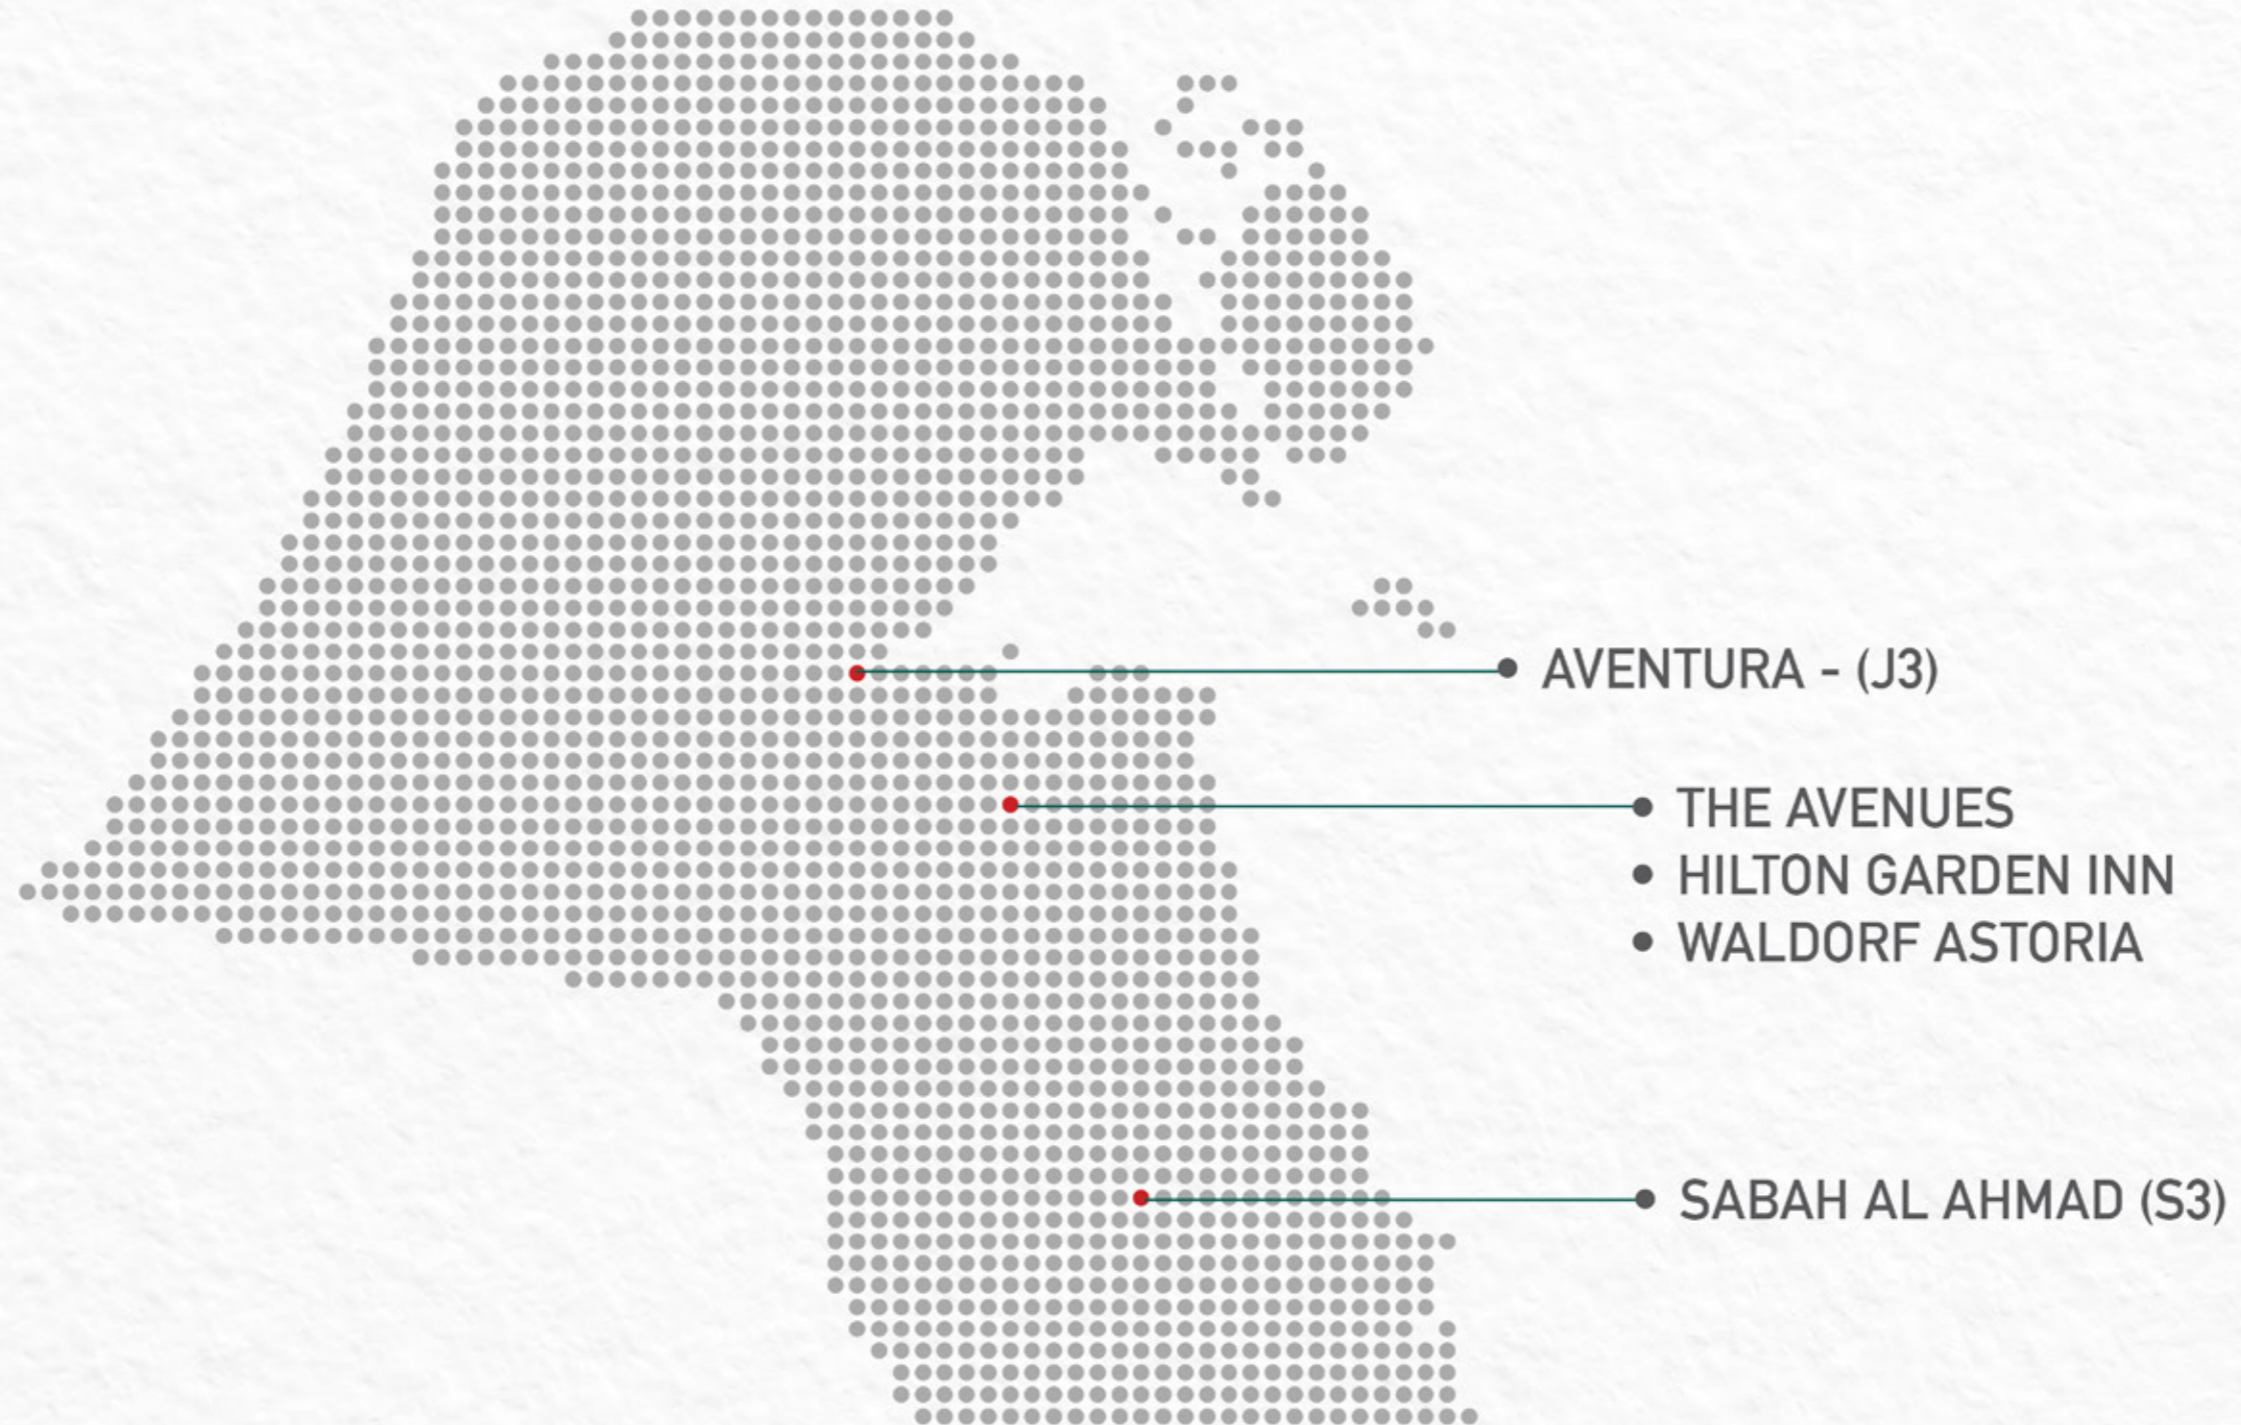 AVENTURA - (J3)
THE AVENUES
HILTON GARDEN INN
WALDORF ASTORIA
SABAH AL AHMAD (S3)